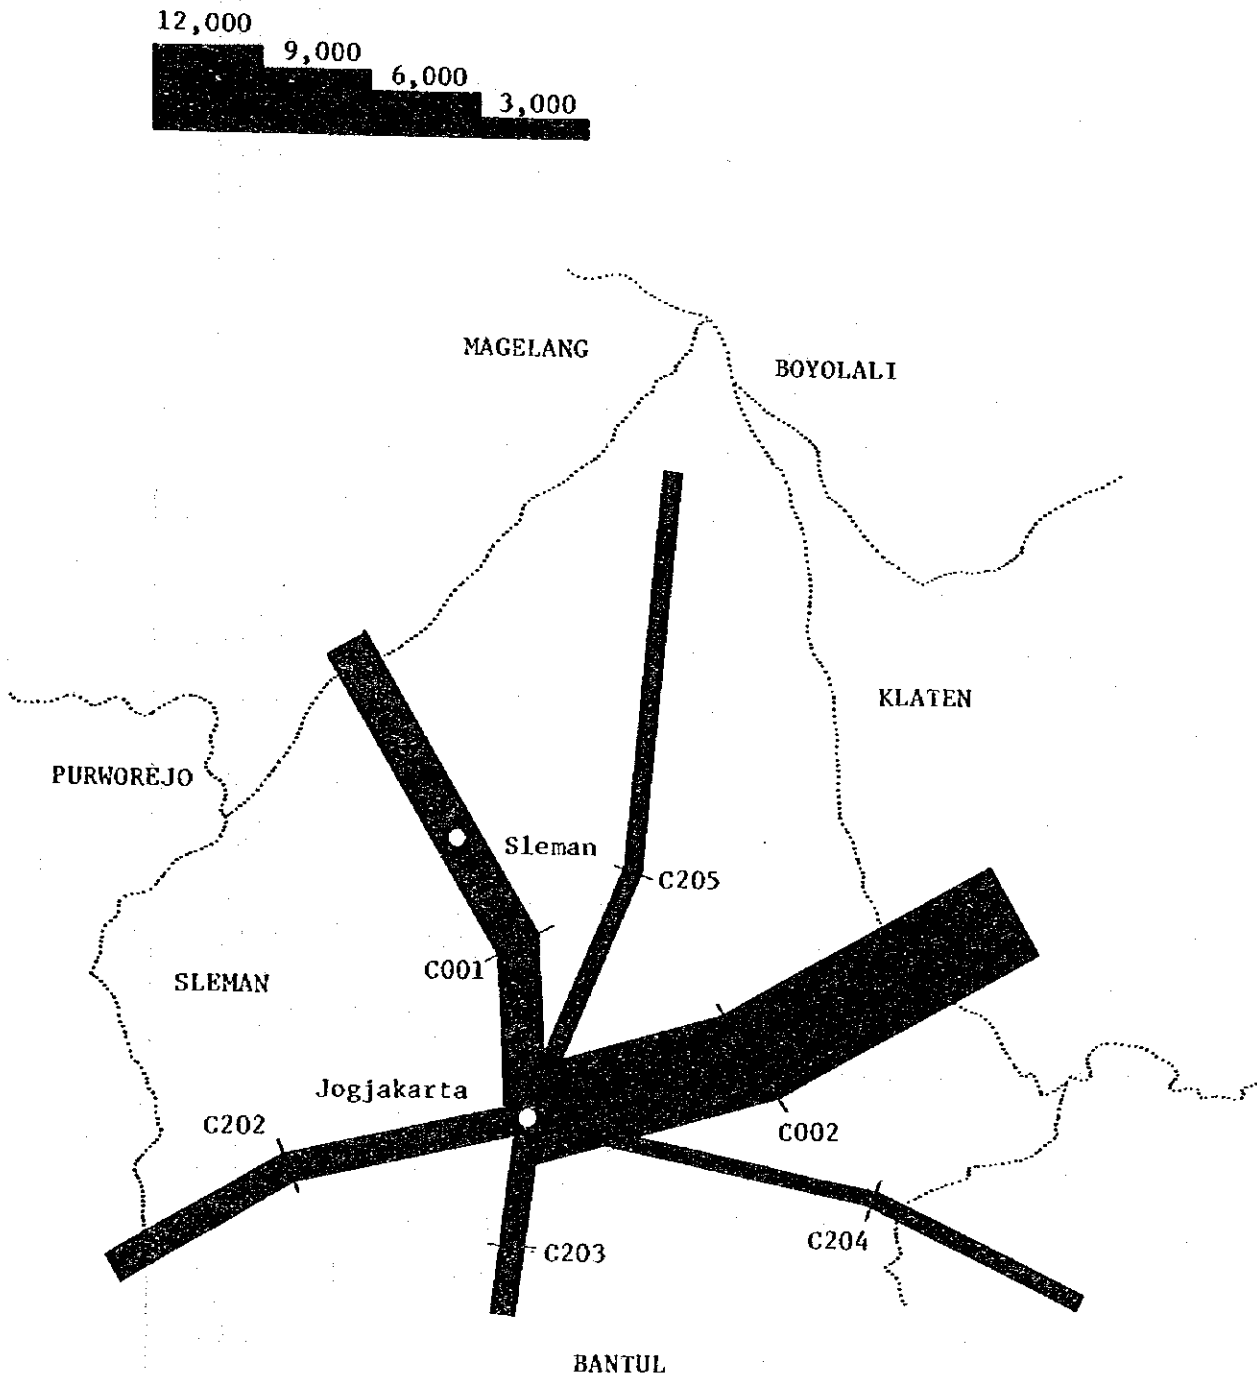 12,000
9,000
6,000
3,000
MAGELANG
BOYOLALI
KLATEN
PURWOREJO
Sleman
C205
C001
SLEMAN
Jogjakarta
C202
C002
C204
C203
BANTUL